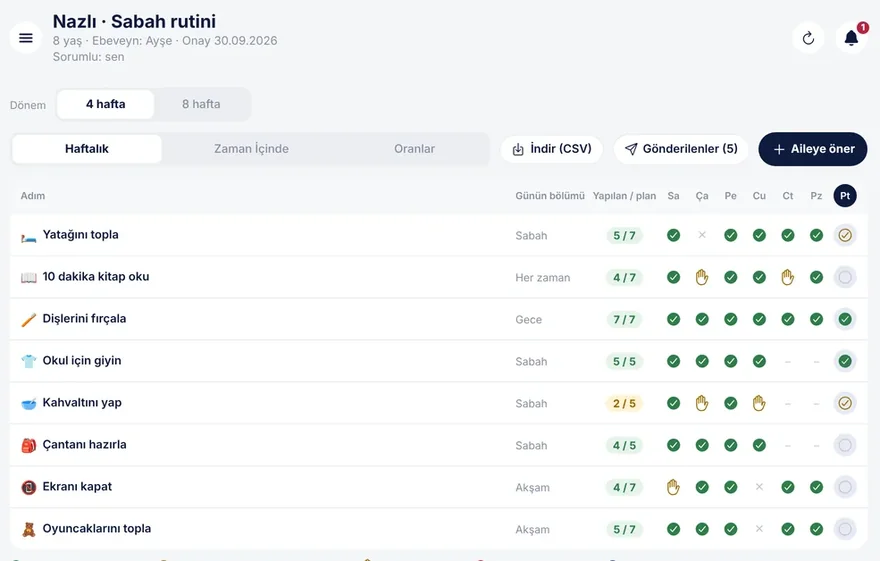 Nazlı · Sabah rutini
8 yaş · Ebeveyn: Ayşe · Onay 30.09.2026
Sorumlu: sen
1
Dönem
4 hafta
8 hafta
Haftalık
Zaman İçinde
Oranlar
İndir (CSV)
Gönderilenler (5)
+ Aileye öner
Adım Günün bölümü Yapılan / plan Sa Ça Pe Cu Ct Pz Pt
Yatağını topla Sabah 5 / 7
10 dakika kitap oku Her zaman 4 / 7
Dişlerini fırçala Gece 7 / 7
Okul için giyin Sabah 5 / 5
Kahvaltını yap Sabah 2 / 5
Çantanı hazırla Sabah 4 / 5
Ekranı kapat Akşam 4 / 7
Oyuncaklarını topla Akşam 5 / 7